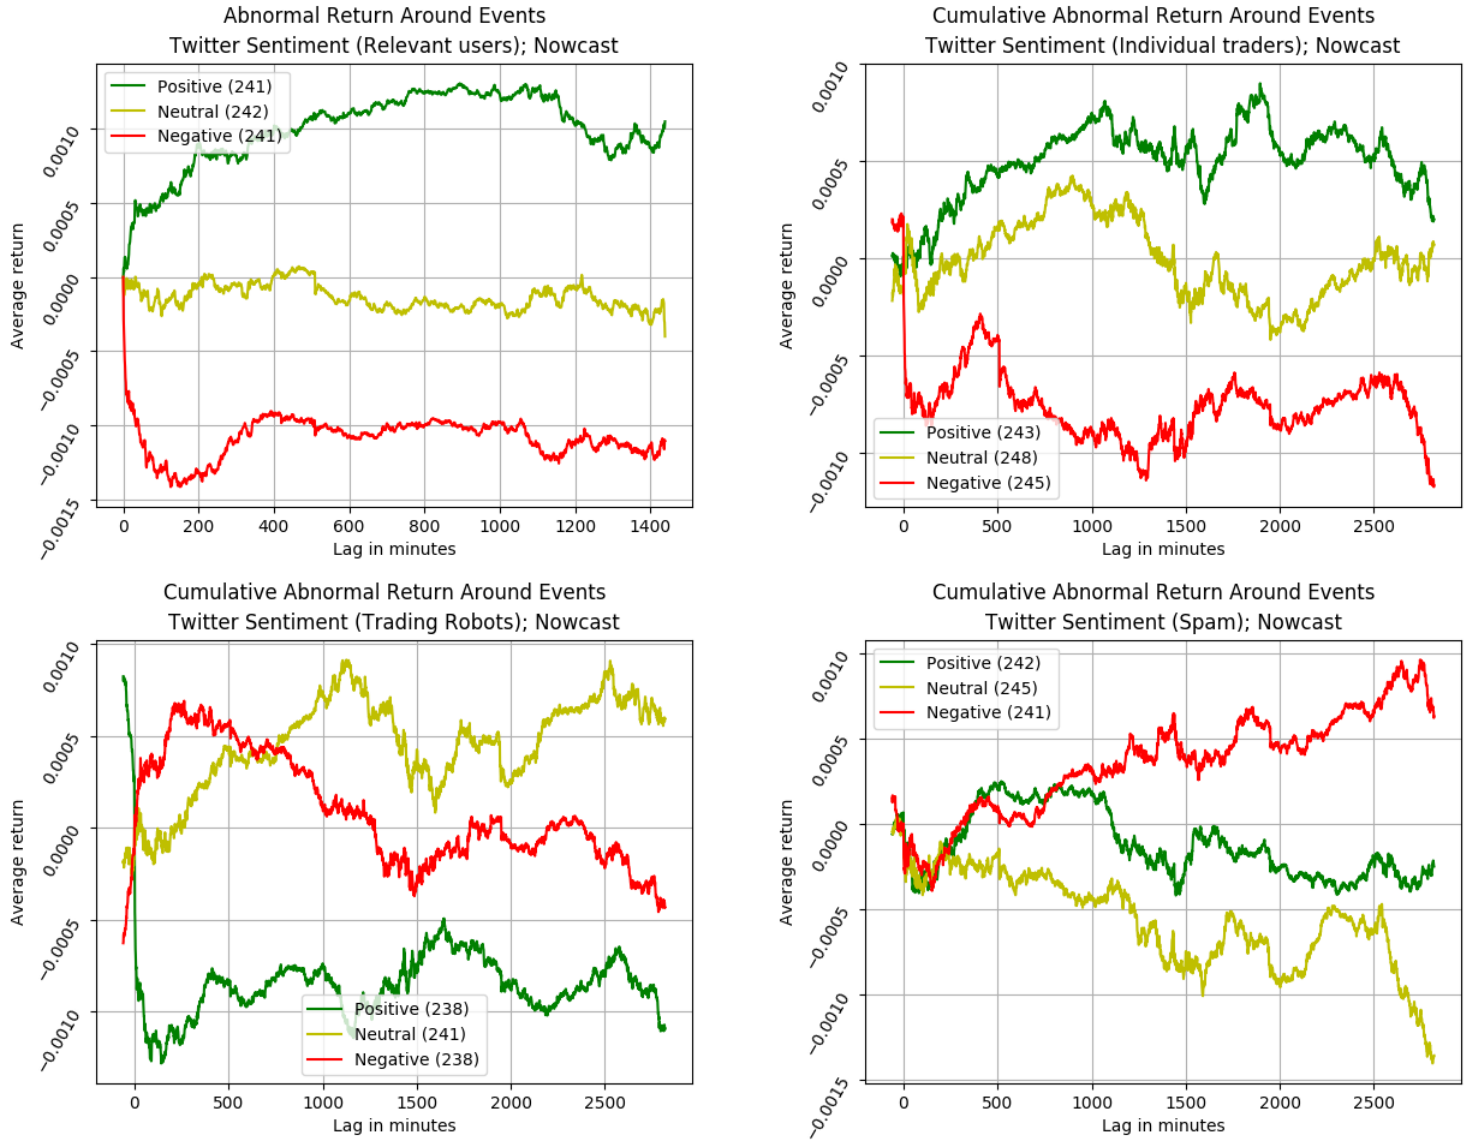 Abnormal Return Around Events
Twitter Sentiment (Relevant users); Nowcast
Positive (241)
Neutral (242)
Negative (241)
0.0010
0.0005
0.0000
−0.0005
−0.0010
−0.0015
Average return
0 200 400 600 800 1000 1200 1400
Lag in minutes
Cumulative Abnormal Return Around Events
Twitter Sentiment (Individual traders); Nowcast
0.0010
0.0005
0.0000
−0.0005
−0.0010
Average return
Positive (243)
Neutral (248)
Negative (245)
0 500 1000 1500 2000 2500
Lag in minutes
Cumulative Abnormal Return Around Events
Twitter Sentiment (Trading Robots); Nowcast
0.0010
0.0005
0.0000
−0.0005
−0.0010
Average return
Positive (238)
Neutral (241)
Negative (238)
0 500 1000 1500 2000 2500
Lag in minutes
Cumulative Abnormal Return Around Events
Twitter Sentiment (Spam); Nowcast
Positive (242)
Neutral (245)
Negative (241)
0.0010
0.0005
0.0000
−0.0005
−0.0010
−0.0015
Average return
0 500 1000 1500 2000 2500
Lag in minutes